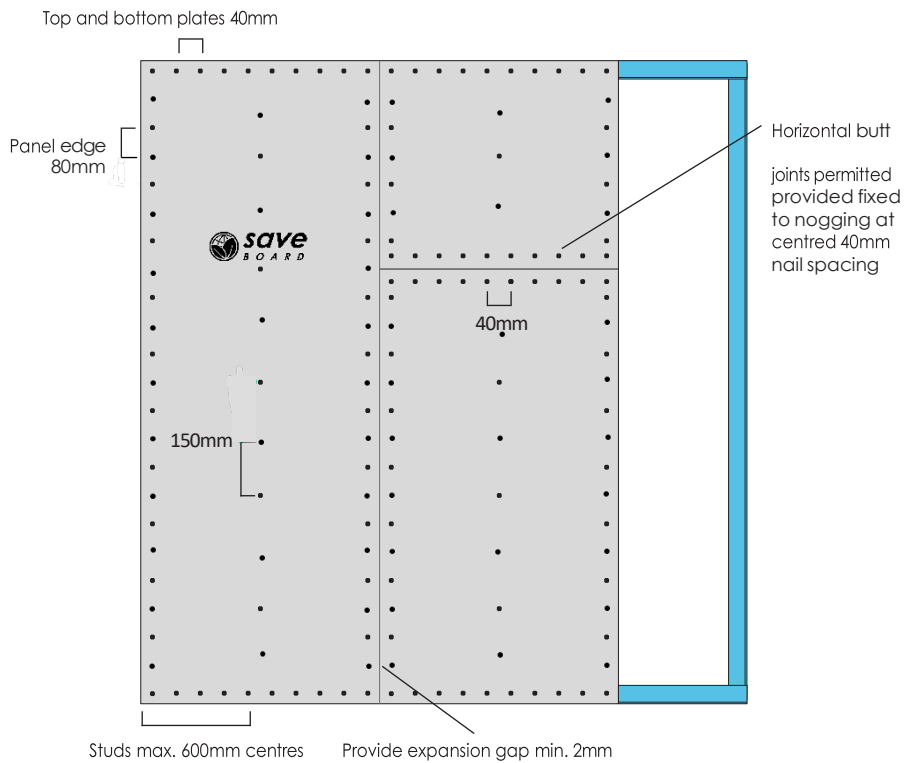 Top and bottom plates 40mm
Panel edge
80mm
Horizontal butt
joints permitted
provided fixed
to nogging at
centred 40mm
nail spacing
save
BOARD
40mm
150mm
Studs max. 600mm centres
Provide expansion gap min. 2mm